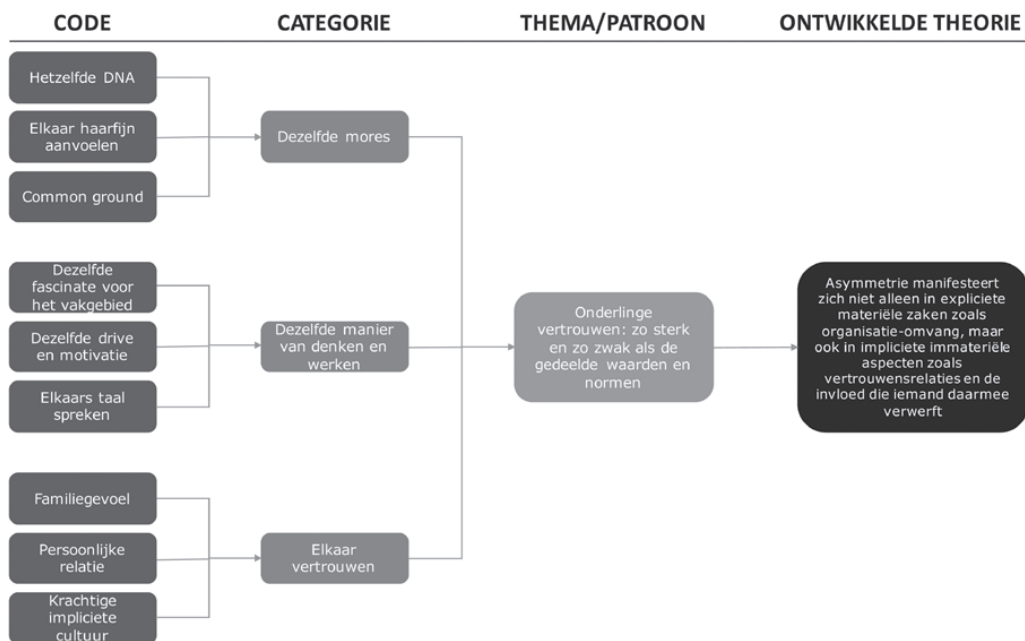 CODE
CATEGORIE
THEMA/PATROON
ONTWIKKELDE THEORIE
Hetzelfde DNA
Elkaar haarfijn
aanvoelen
Common ground
Dezelfde mores
Dezelfde
fascinate voor
het vakgebied
Dezelfde drive
en motivatie
Elkaars taal
spreken
Dezelfde manier
van denken en
werken
Familiegevoel
Persoonlijke
relatie
Krachtige
impliciete
cultuur
Elkaar
vertrouwen
Onderlinge
vertrouwen: zo sterk
en zo zwak als de
gedeelde waarden en
normen
Asymmetrie manifesteert
zich niet alleen in expliciete
materiële zaken zoals
organisatie-omvang, maar
ook in impliciete immateriële
aspecten zoals
vertrouwensrelaties en de
invloed die iemand daarmee
verwerft